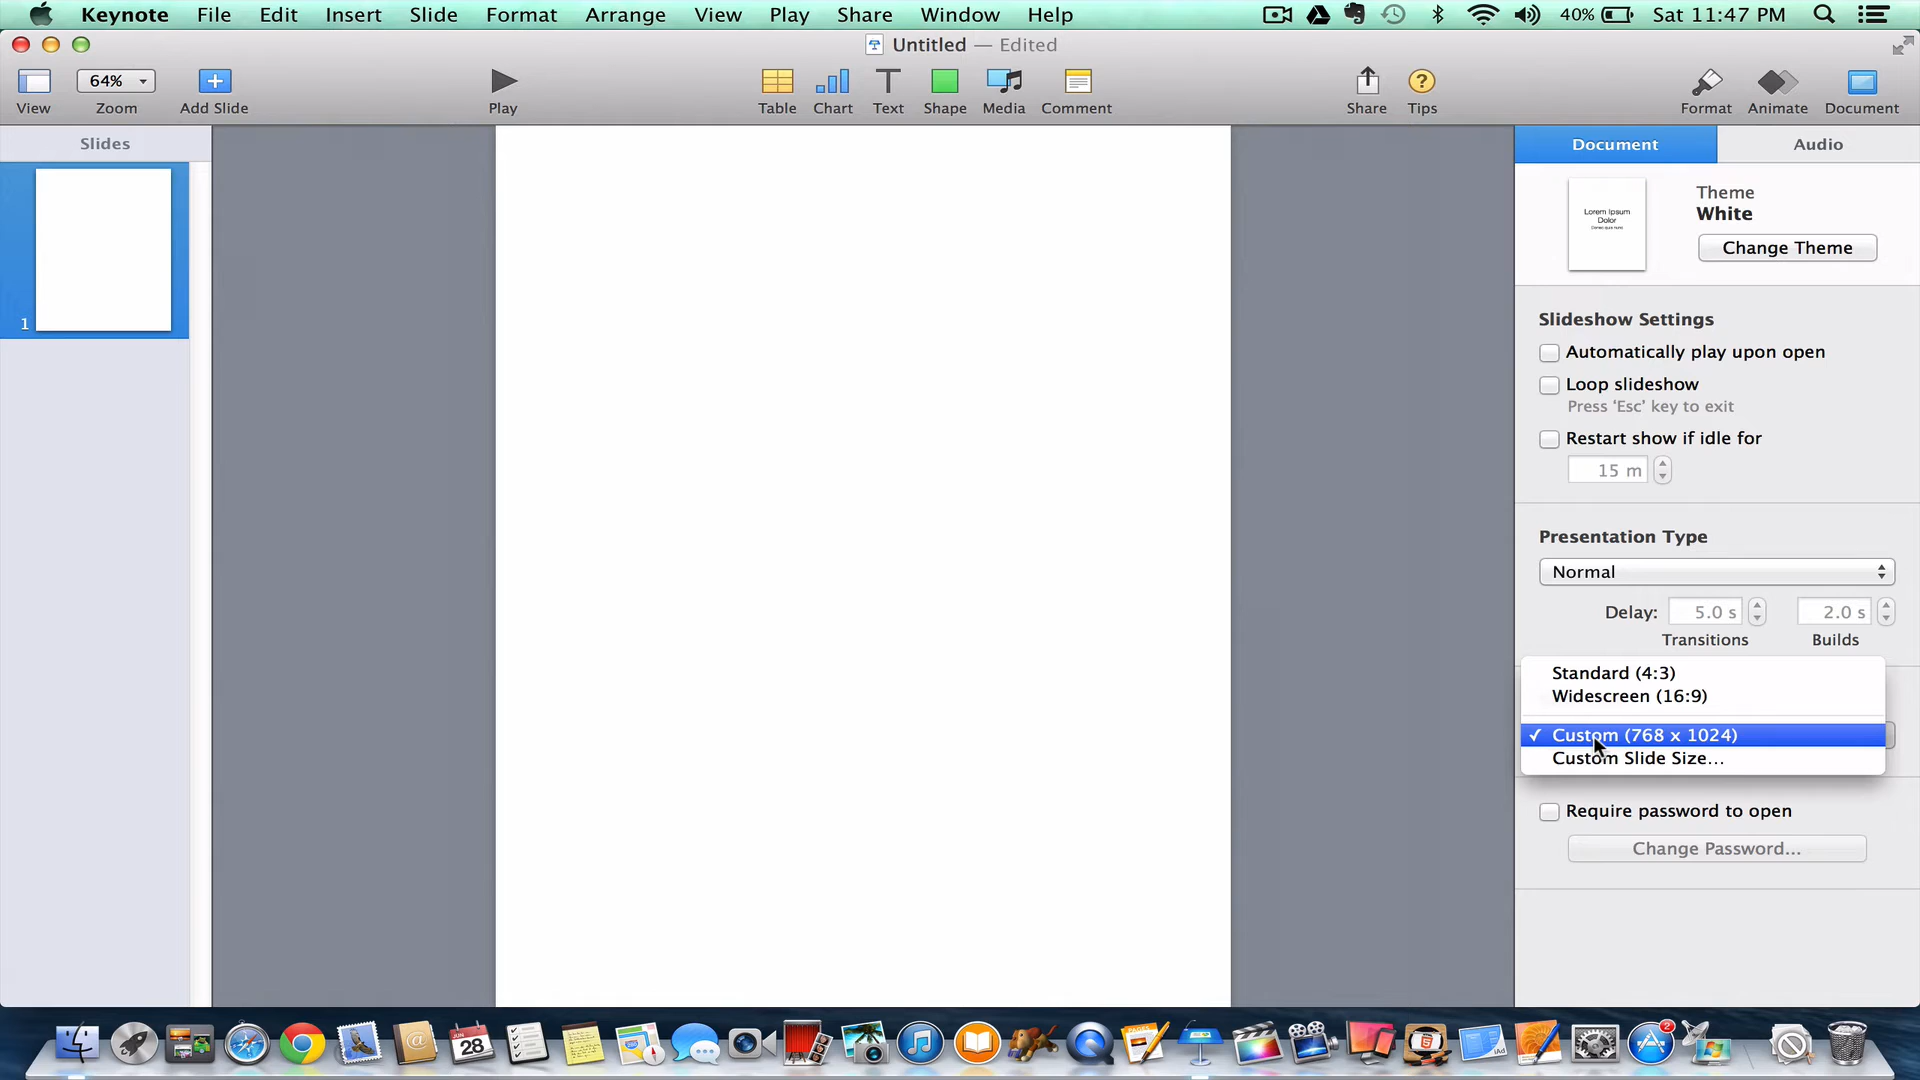 Keynote File Edit Insert Slide Format Arrange View Play Share Window Help 40% Sat 11:47 PM
Untitled — Edited
64%
View Zoom Add Slide Play Table Chart Text Shape Media Comment Share Tips Format Animate Document
Slides
1
Document Audio
Lorem Ipsum
Dolor
Theme
White
Change Theme
Slideshow Settings
Automatically play upon open
Loop slideshow
Press ‘Esc’ key to exit
Restart show if idle for
15 m
Presentation Type
Normal
Delay: 5.0 s 2.0 s
Transitions Builds
Standard (4:3)
Widescreen (16:9)
✓ Custom (768 x 1024)
Custom Slide Size...
Require password to open
Change Password...
JUN
28
2